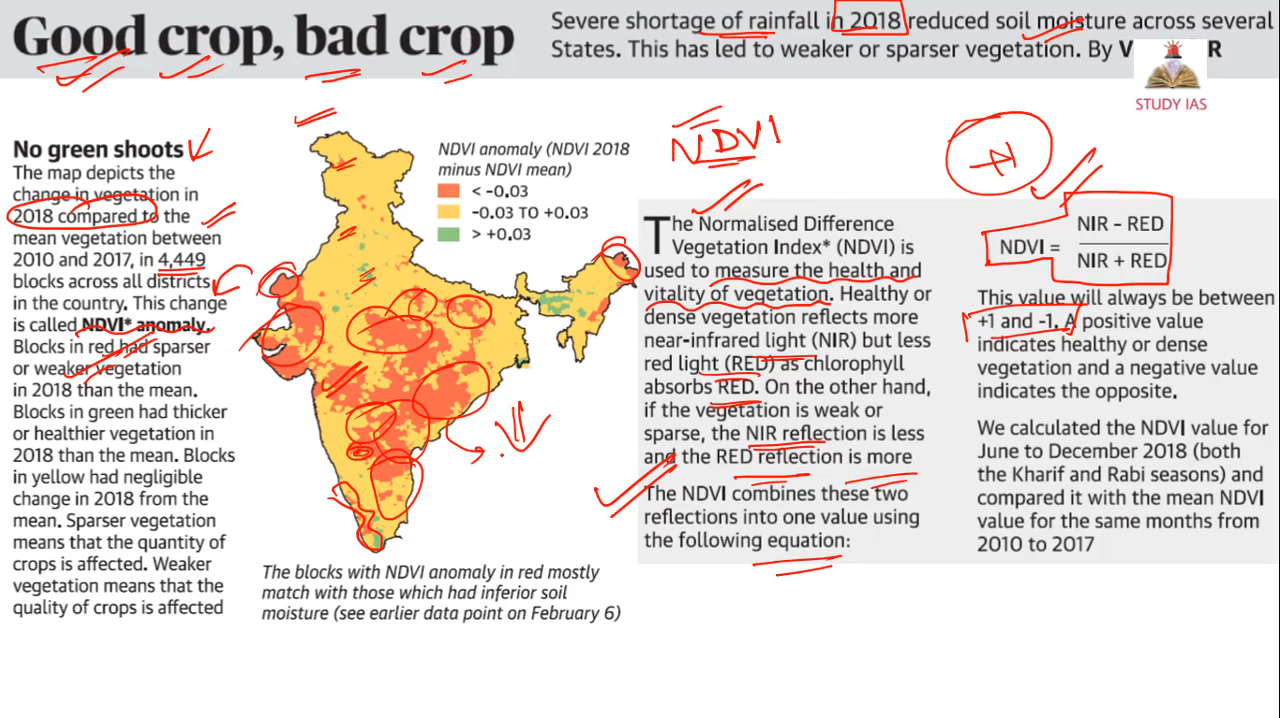 Good crop, bad crop
Severe shortage of rainfall in 2018 reduced soil moisture across several
States. This has led to weaker or sparser vegetation. By V R
STUDY IAS
No green shoots
The map depicts the
change in vegetation in
2018 compared to the
mean vegetation between
2010 and 2017, in 4,449
blocks across all districts
in the country. This change
is called NDVI* anomaly.
Blocks in red had sparser
or weaker vegetation
in 2018 than the mean.
Blocks in green had thicker
or healthier vegetation in
2018 than the mean. Blocks
in yellow had negligible
change in 2018 from the
mean. Sparser vegetation
means that the quantity of
crops is affected. Weaker
vegetation means that the
quality of crops is affected
NDVI anomaly (NDVI 2018
minus NDVI mean)
< -0.03
-0.03 TO +0.03
> +0.03
The blocks with NDVI anomaly in red mostly
match with those which had inferior soil
moisture (see earlier data point on February 6)
NDVI
The Normalised Difference
Vegetation Index* (NDVI) is
used to measure the health and
vitality of vegetation. Healthy or
dense vegetation reflects more
near-infrared light (NIR) but less
red light (RED) as chlorophyll
absorbs RED. On the other hand,
if the vegetation is weak or
sparse, the NIR reflection is less
and the RED reflection is more
The NDVI combines these two
reflections into one value using
the following equation:
+1
NDVI = NIR - RED
NIR + RED
This value will always be between
+1 and -1. A positive value
indicates healthy or dense
vegetation and a negative value
indicates the opposite.
We calculated the NDVI value for
June to December 2018 (both
the Kharif and Rabi seasons) and
compared it with the mean NDVI
value for the same months from
2010 to 2017